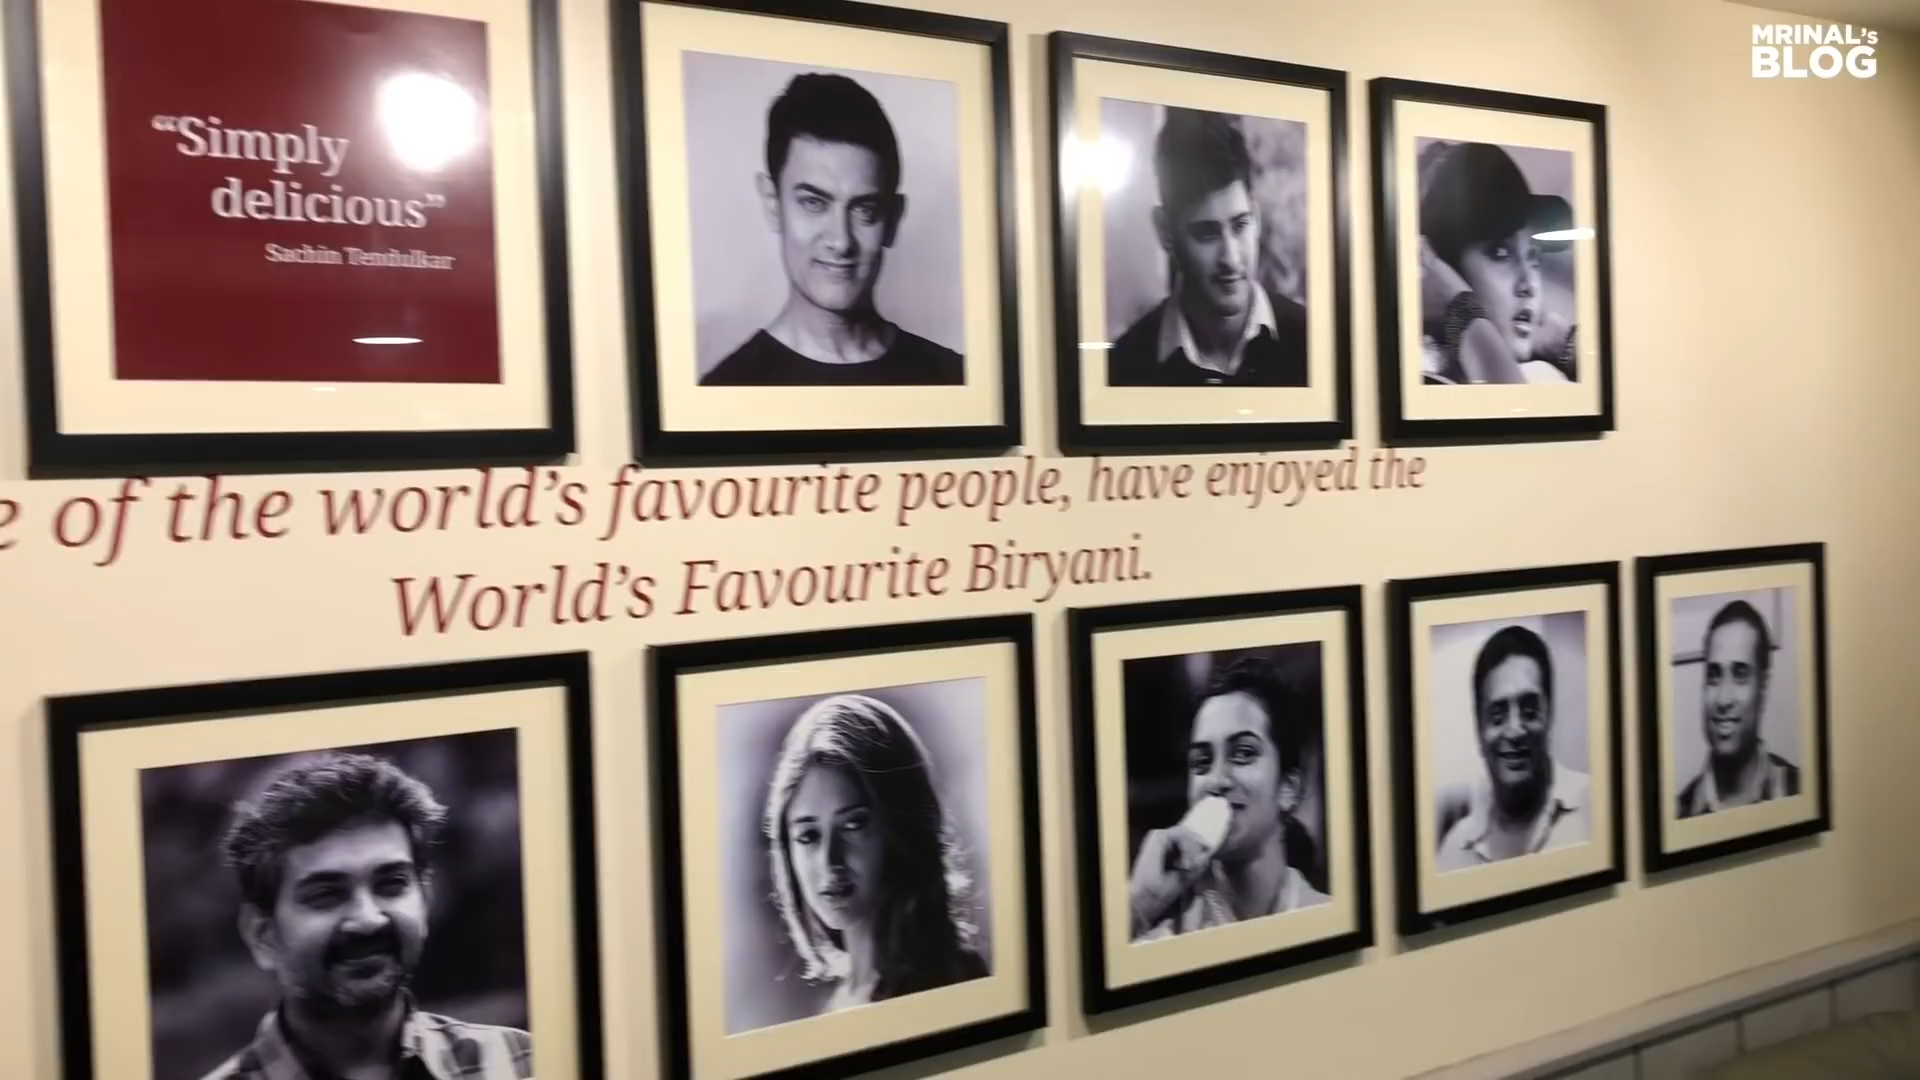 MRINAL's
BLOG
“Simply
delicious”
Sachin Tendulkar
of the world’s favourite people, have enjoyed the
World’s Favourite Biryani.